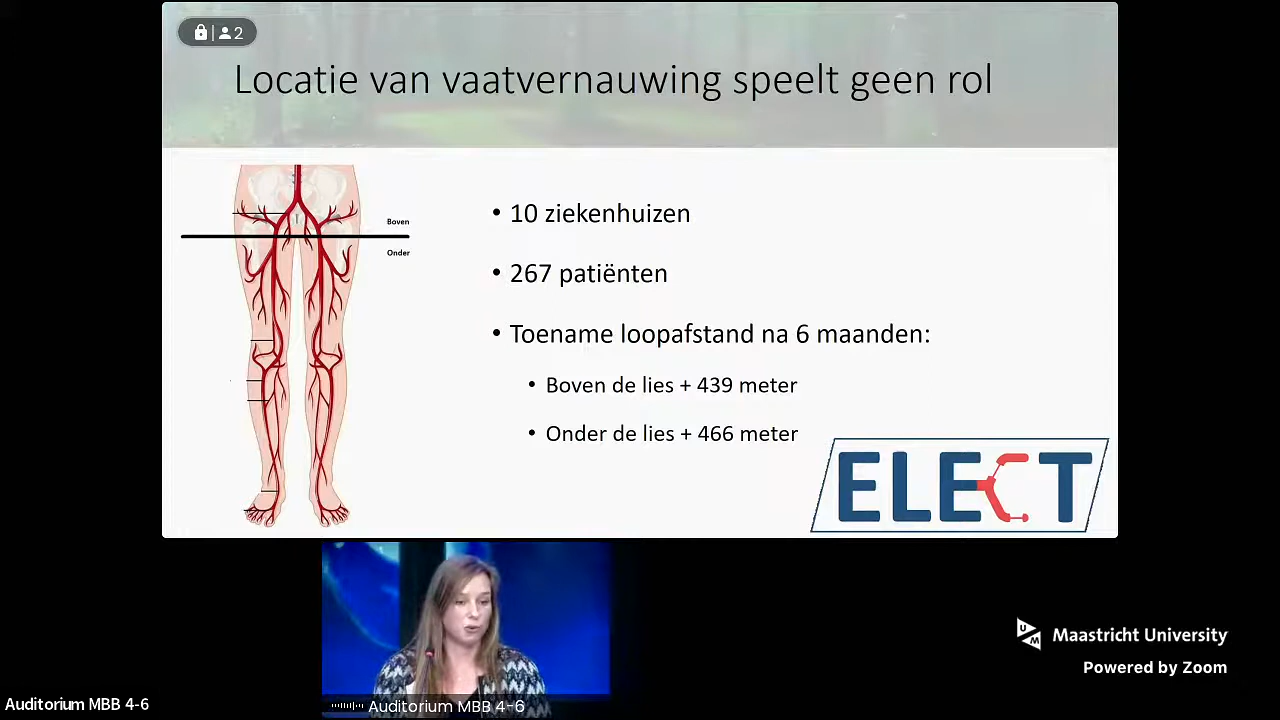 2
Locatie van vaatvernauwing speelt geen rol
Boven
Onder
• 10 ziekenhuizen
• 267 patiënten
• Toename loopafstand na 6 maanden:
• Boven de lies + 439 meter
• Onder de lies + 466 meter
ELECT
UM
Maastricht University
Powered by Zoom
Auditorium MBB 4-6
Auditorium MBB 4-6